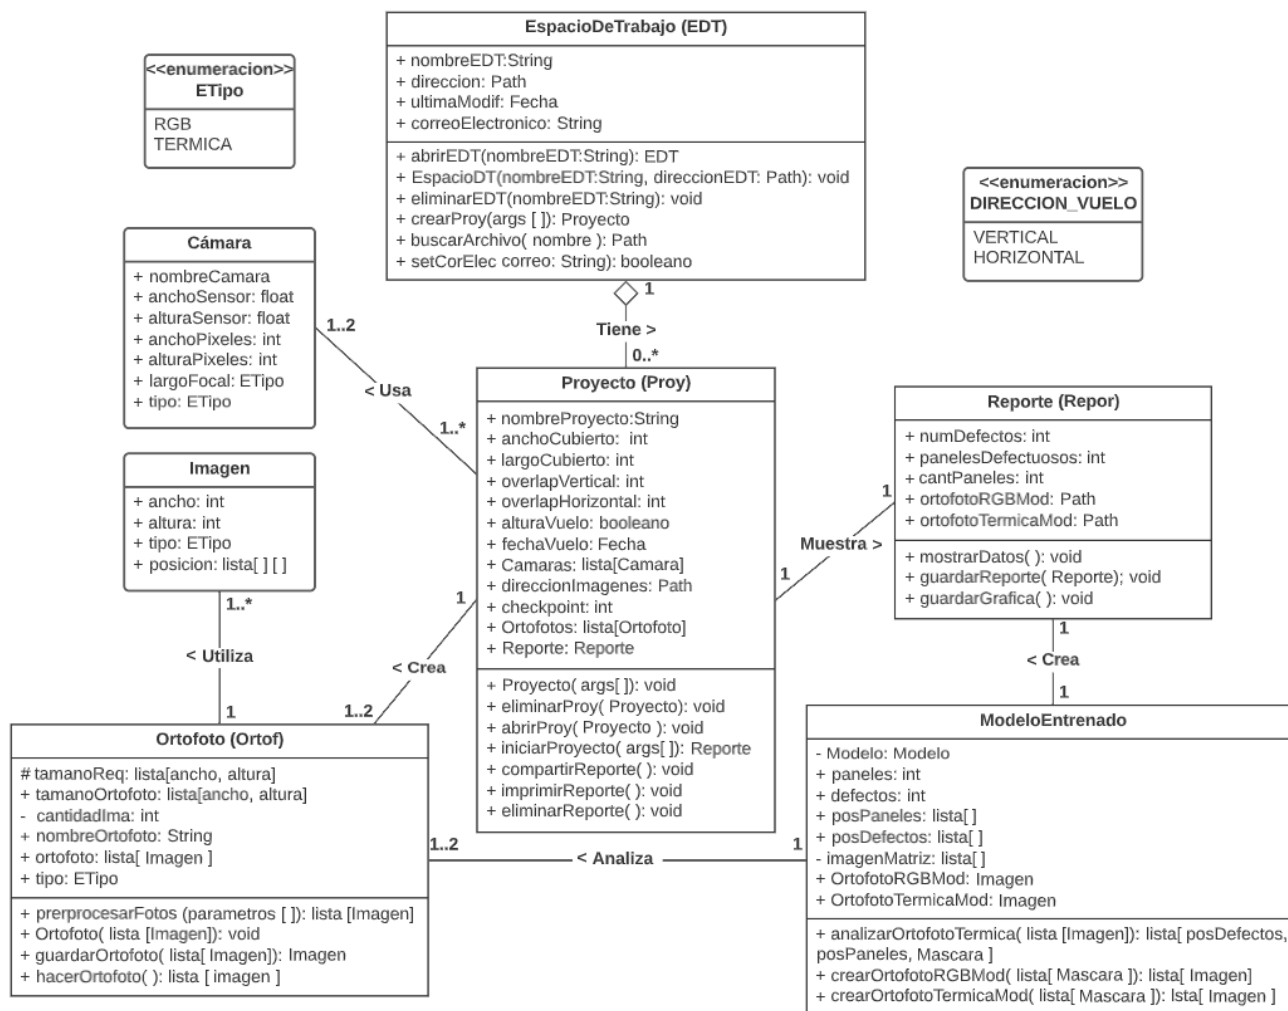 EspacioDeTrabajo (EDT)
+ nombreEDT:String
+ direccion: Path
+ ultimaModif: Fecha
+ correoElectronico: String
+ abrirEDT(nombreEDT:String): EDT
+ EspacioDT(nombreEDT:String, direccionEDT: Path): void
+ eliminarEDT(nombreEDT:String): void
+ crearProy(args [ ]): Proyecto
+ buscarArchivo( nombre ): Path
+ setCorElec correo: String): booleano
<<enumeracion>>
ETipo
RGB
TERMICA
<<enumeracion>>
DIRECCION_VUELO
VERTICAL
HORIZONTAL
Cámara
+ nombreCamara
+ anchoSensor: float
+ alturaSensor: float
+ anchoPixeles: int
+ alturaPixeles: int
+ largoFocal: ETipo
+ tipo: ETipo
1
Tiene >
0..*
1..2
< Usa
1..*
Proyecto (Proy)
+ nombreProyecto:String
+ anchoCubierto: int
+ largoCubierto: int
+ overlapVertical: int
+ overlapHorizontal: int
+ alturaVuelo: booleano
+ fechaVuelo: Fecha
+ Camaras: lista[Camara]
+ direccionImagenes: Path
+ checkpoint: int
+ Ortofotos: lista[Ortofoto]
+ Reporte: Reporte
+ Proyecto( args[ ]): void
+ eliminarProy( Proyecto): void
+ abrirProy( Proyecto ): void
+ iniciarProyecto( args[ ]): Reporte
+ compartirReporte( ): void
+ imprimirReporte( ): void
+ eliminarReporte( ): void
Reporte (Repor)
+ numDefectos: int
+ panelesDefectuosos: int
+ cantPaneles: int
+ ortofotoRGBMod: Path
+ ortofotoTermicaMod: Path
+ mostrarDatos( ): void
+ guardarReporte( Reporte); void
+ guardarGrafica( ): void
1
Muestra >
1
Imagen
+ ancho: int
+ altura: int
+ tipo: ETipo
+ posicion: lista[ ] [ ]
1..*
< Utiliza
1
1
< Crea
1..2
1
< Crea
1
Ortofoto (Ortof)
# tamanoReq: lista[ancho, altura]
+ tamanoOrtofoto: lista[ancho, altura]
- cantidadIma: int
+ nombreOrtofoto: String
+ ortofoto: lista[ Imagen ]
+ tipo: ETipo
+ prerprocesarFotos (parametros [ ]): lista [Imagen]
+ Ortofoto( lista [Imagen]): void
+ guardarOrtofoto( lista[ Imagen]): Imagen
+ hacerOrtofoto( ): lista [ imagen ]
1..2
< Analiza
1
ModeloEntrenado
- Modelo: Modelo
+ paneles: int
+ defectos: int
+ posPaneles: lista[ ]
+ posDefectos: lista[ ]
- imagenMatriz: lista[ ]
+ OrtofotoRGBMod: Imagen
+ OrtofotoTermicaMod: Imagen
+ analizarOrtofotoTermica( lista [Imagen]): lista[ posDefectos,
posPaneles, Mascara ]
+ crearOrtofotoRGBMod( lista[ Mascara ]): lista[ Imagen]
+ crearOrtofotoTermicaMod( lista[ Mascara ]): lsta[ Imagen ]